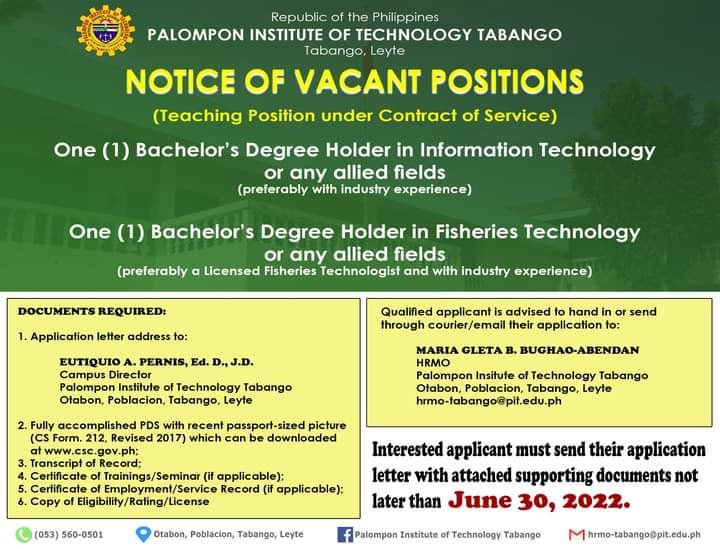 Republic of the Philippines
PALOMPON INSTITUTE OF TECHNOLOGY TABANGO
Tabango, Leyte
NOTICE OF VACANT POSITIONS
(Teaching Position under Contract of Service)
One (1) Bachelor's Degree Holder in Information Technology
or any allied fields
(preferably with industry experience)
One (1) Bachelor's Degree Holder in Fisheries Technology
or any allied fields
(preferably a Licensed Fisheries Technologist and with industry experience)
DOCUMENTS REQUIRED:
1. Application letter address to:
EUTIQUIO A. PERNIS, Ed. D., J.D.
Campus Director
Palompon Institute of Technology Tabango
Otabon, Poblacion, Tabango, Leyte
2. Fully accomplished PDS with recent passport-sized picture
(CS Form. 212, Revised 2017) which can be downloaded
at www.csc.gov.ph;
3. Transcript of Record;
4. Certificate of Trainings/Seminar (if applicable);
5. Certificate of Employment/Service Record (if applicable);
6. Copy of Eligibility/Rating/License
Qualified applicant is advised to hand in or send
through courier/email their application to:
MARIA GLETA B. BUGHAO-ABENDAN
HRMO
Palompon Insitute of Technology Tabango
Otabon, Poblacion, Tabango, Leyte
hrmo-tabango@pit.edu.ph
Interested applicant must send their application
letter with attached supporting documents not
later than June 30, 2022.
(053) 560-0501
Otabon, Poblacion, Tabango, Leyte
Palompon Institute of Technology Tabango
hrmo-tabango@pit.edu.ph